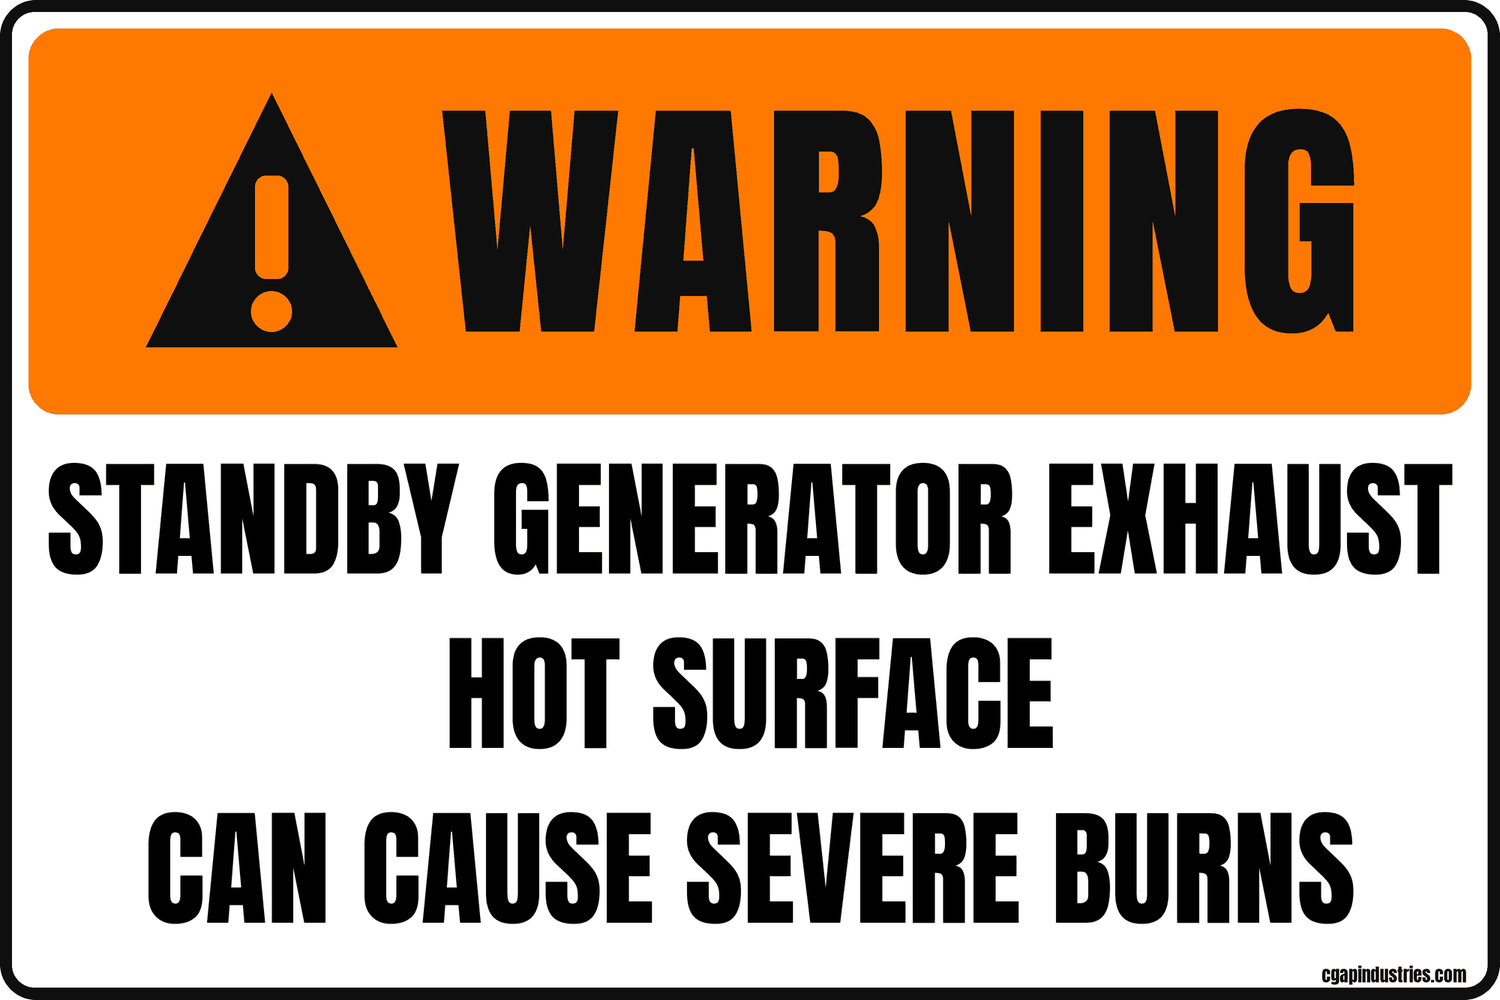 WARNING
STANDBY GENERATOR EXHAUST
HOT SURFACE
CAN CAUSE SEVERE BURNS
cgapindustries.com